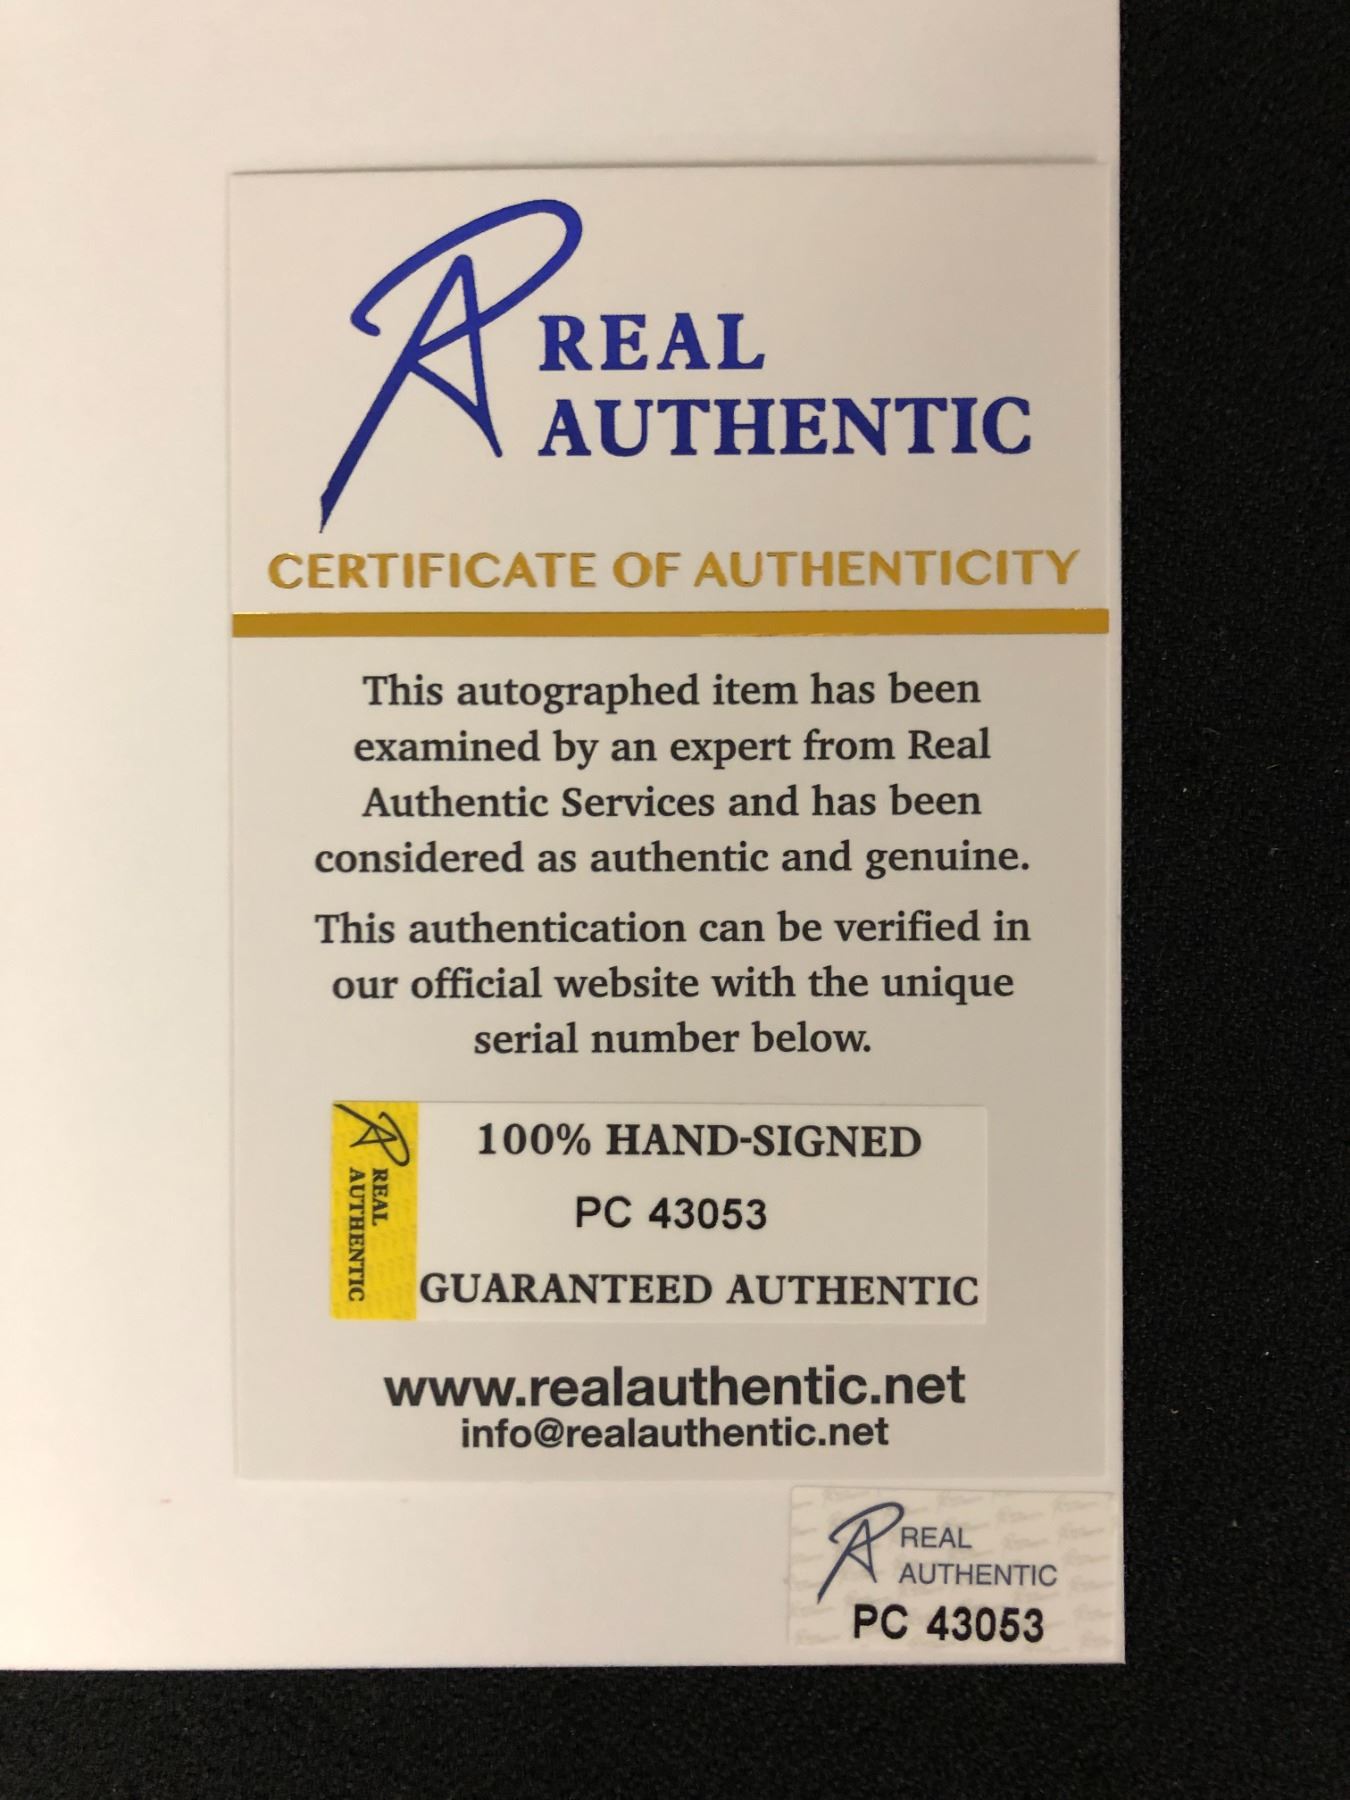 REAL
AUTHENTIC
CERTIFICATE OF AUTHENTICITY
This autographed item has been
examined by an expert from Real
Authentic Services and has been
considered as authentic and genuine.
This authentication can be verified in
our official website with the unique
serial number below.
REAL
AUTHENTIC
100% HAND-SIGNED
PC 43053
GUARANTEED AUTHENTIC
www.realauthentic.net
info@realauthentic.net
REAL
AUTHENTIC
PC 43053